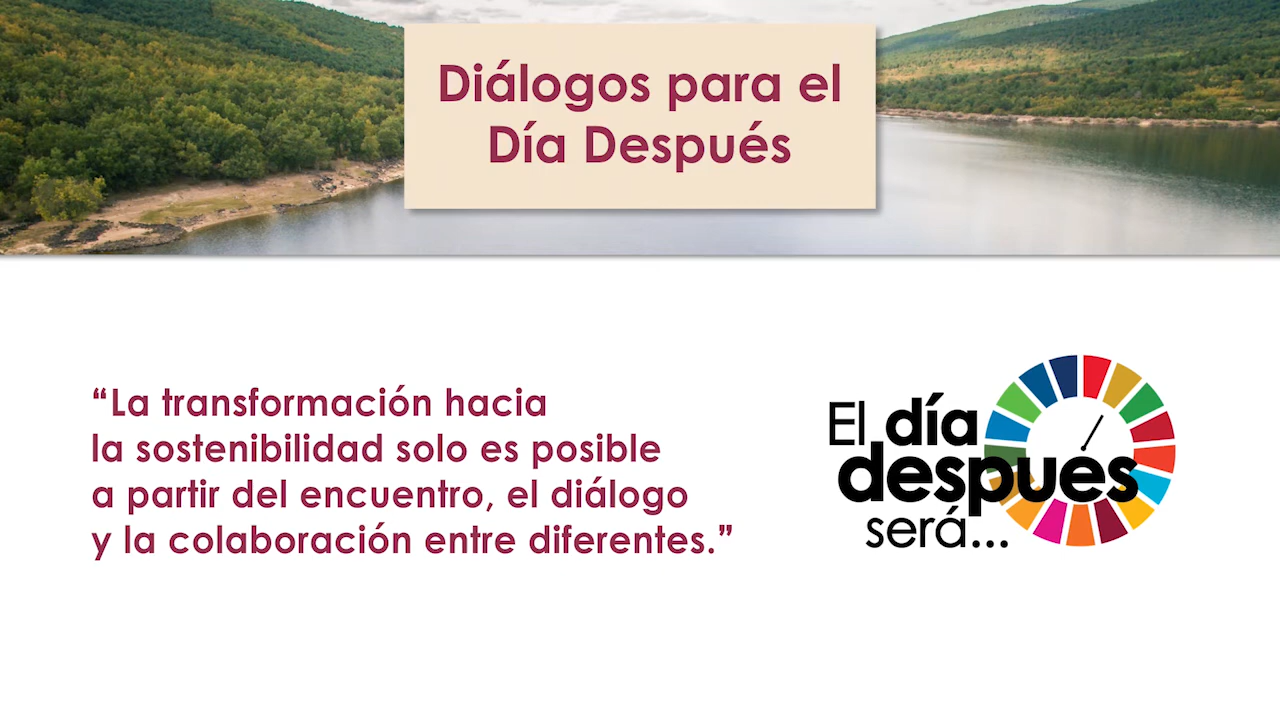 Diálogos para el
Día Después
“La transformación hacia
la sostenibilidad solo es posible
a partir del encuentro, el diálogo
y la colaboración entre diferentes.”
El día
después
será...